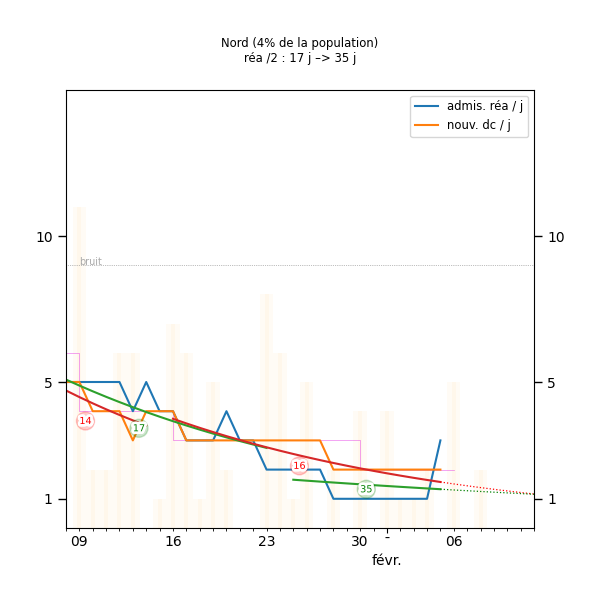 Nord (4% de la population)
réa /2 : 17 j –> 35 j
admis. réa / j
nouv. dc / j
10
10
bruit
5
5
14
17
16
35
1
1
09
16
23
30
-
06
févr.